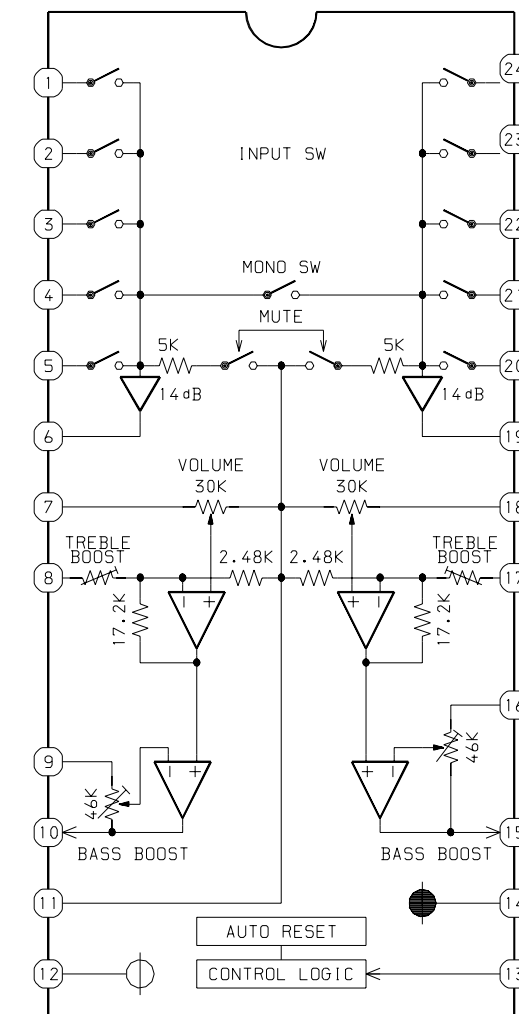 1
24
2
INPUT SW
23
3
22
MONO SW
4
21
MUTE
5K
5K
5
20
14dB
14dB
6
19
VOLUME
VOLUME
30K
30K
7
18
TREBLE
BOOST
2.48K
2.48K
TREBLE
BOOST
8
17
+
+
17.2K
17.2K
16
9
+
+
46K
46K
10
15
BASS BOOST
BASS BOOST
11
14
AUTO RESET
12
CONTROL LOGIC
13